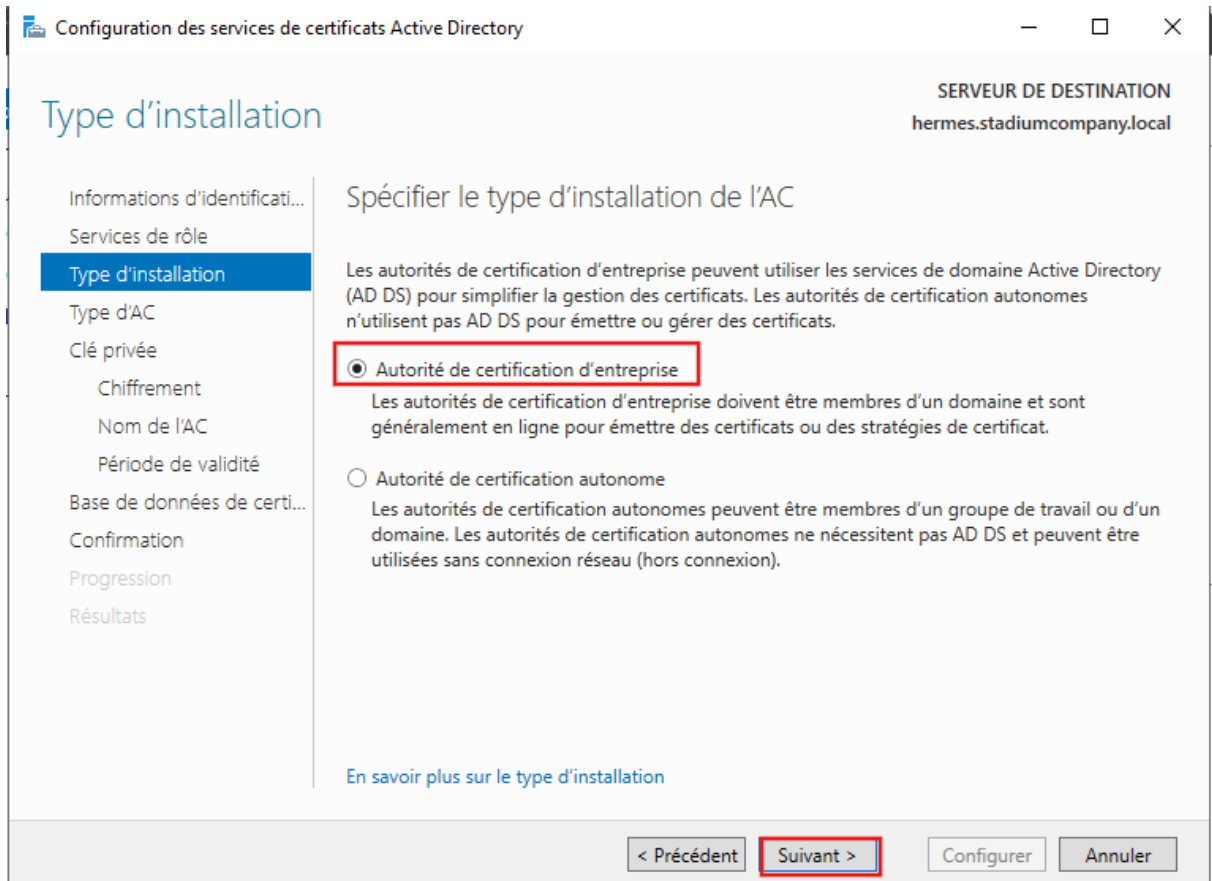 Configuration des services de certificats Active Directory
Type d’installation
SERVEUR DE DESTINATION
hermes.stadiumcompany.local
Informations d’identificati...
Services de rôle
Type d’installation
Type d’AC
Clé privée
Chiffrement
Nom de l’AC
Période de validité
Base de données de certi...
Confirmation
Progression
Résultats
Spécifier le type d’installation de l’AC
Les autorités de certification d’entreprise peuvent utiliser les services de domaine Active Directory
(AD DS) pour simplifier la gestion des certificats. Les autorités de certification autonomes
n’utilisent pas AD DS pour émettre ou gérer des certificats.
Autorité de certification d’entreprise
Les autorités de certification d’entreprise doivent être membres d’un domaine et sont
généralement en ligne pour émettre des certificats ou des stratégies de certificat.
Autorité de certification autonome
Les autorités de certification autonomes peuvent être membres d’un groupe de travail ou d’un
domaine. Les autorités de certification autonomes ne nécessitent pas AD DS et peuvent être
utilisées sans connexion réseau (hors connexion).
En savoir plus sur le type d’installation
< Précédent
Suivant >
Configurer
Annuler